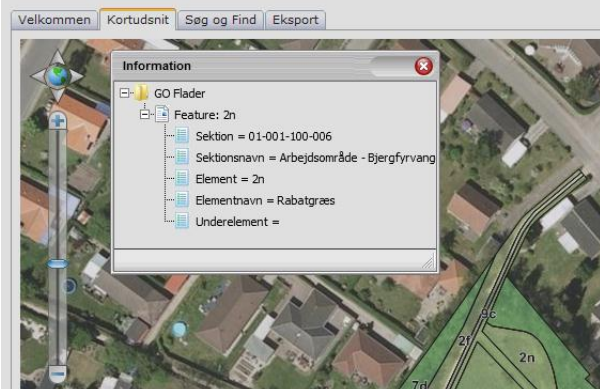 Velkommen Kortudsnit Søg og Find Eksport
Information
GO Flader
Feature: 2n
Sektion = 01-001-100-006
Sektionsnavn = Arbejdsområde - Bjergfyrvang
Element = 2n
Elementnavn = Rabatgræs
Underelement =
9c
2f
2n
7d